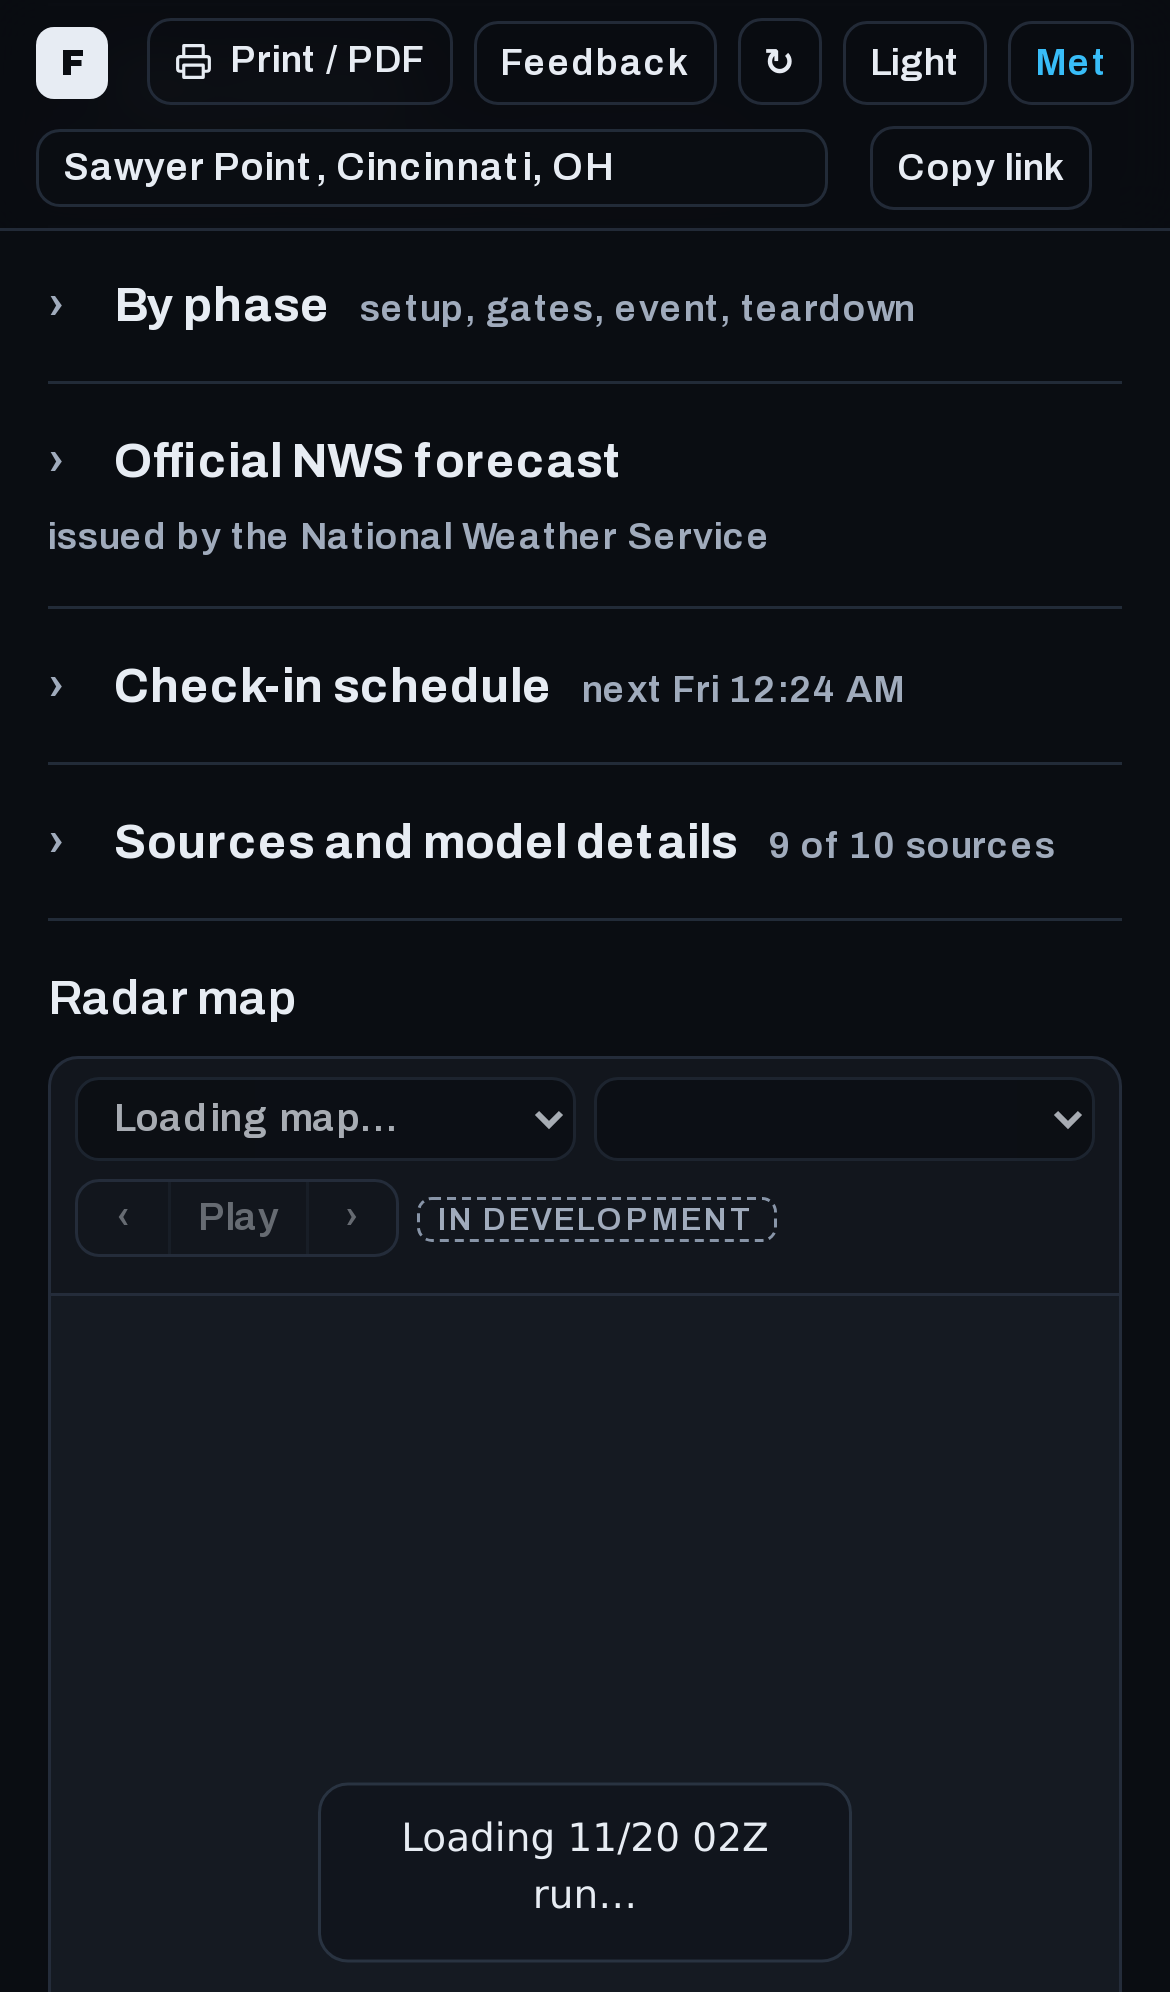 F Print / PDF Feedback ↻ Light Met
Sawyer Point, Cincinnati, OH Copy link
› By phase setup, gates, event, teardown
› Official NWS forecast
issued by the National Weather Service
› Check-in schedule next Fri 12:24 AM
› Sources and model details 9 of 10 sources
Radar map
Loading map...
‹ Play › IN DEVELOPMENT
Loading 11/20 02Z
run...